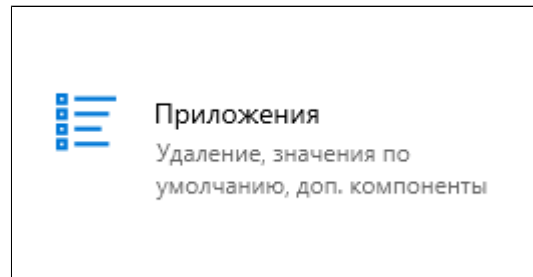 Приложения
Удаление, значения по
умолчанию, доп. компоненты